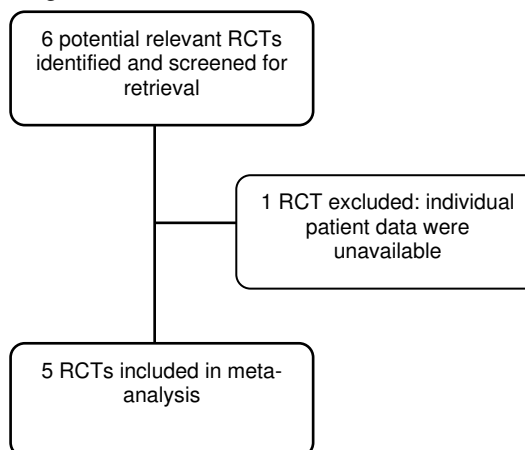 6 potential relevant RCTs
identified and screened for
retrieval
1 RCT excluded: individual
patient data were
unavailable
5 RCTs included in meta-
analysis